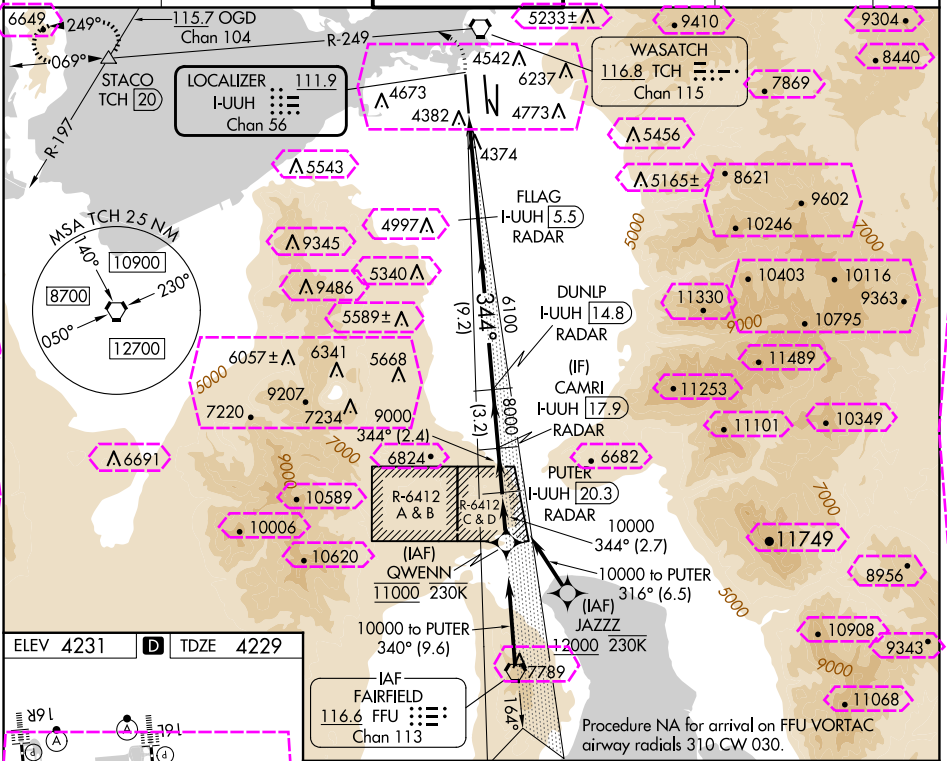 6649
249°
069°
115.7 OGD
Chan 104
R-249
STACO
TCH 20
R-197
LOCALIZER 111.9
I-UUH
Chan 56
5233±
4542
6237
4673
4382
4773
4374
WASATCH
116.8 TCH
Chan 115
9410
9304
8440
7869
5456
5165±
8621
9602
10246
7000
5000
5543
4997
9345
5340
9486
5589±
FLLAG
I-UUH 5.5
RADAR
MSA TCH 25 NM
140°
10900
230°
8700
050°
12700
344°
(9.2)
6100
DUNLP
I-UUH 14.8
RADAR
10403
10116
9363
11330
9000
10795
11489
11253
11101
10349
(IF)
CAMRI
I-UUH 17.9
RADAR
8000
(3.2)
6057±
6341
5668
5000
9207
7220
7234
9000
344° (2.4)
7000
6691
6824
6682
9000
10589
10006
10620
R-6412
A & B
R-6412
C & D
PUTER
I-UUH 20.3
RADAR
10000
344° (2.7)
7000
11749
8956
(IAF)
QWENN
11000 230K
10000 to PUTER
316° (6.5)
(IAF)
JAZZZ
12000 230K
5000
10000 to PUTER
340° (9.6)
10908
9343
9000
11068
7789
164°
IAF
FAIRFIELD
116.6 FFU
Chan 113
Procedure NA for arrival on FFU VORTAC
airway radials 310 CW 030.
ELEV 4231 D TDZE 4229
16R
16L
A
A
P
P